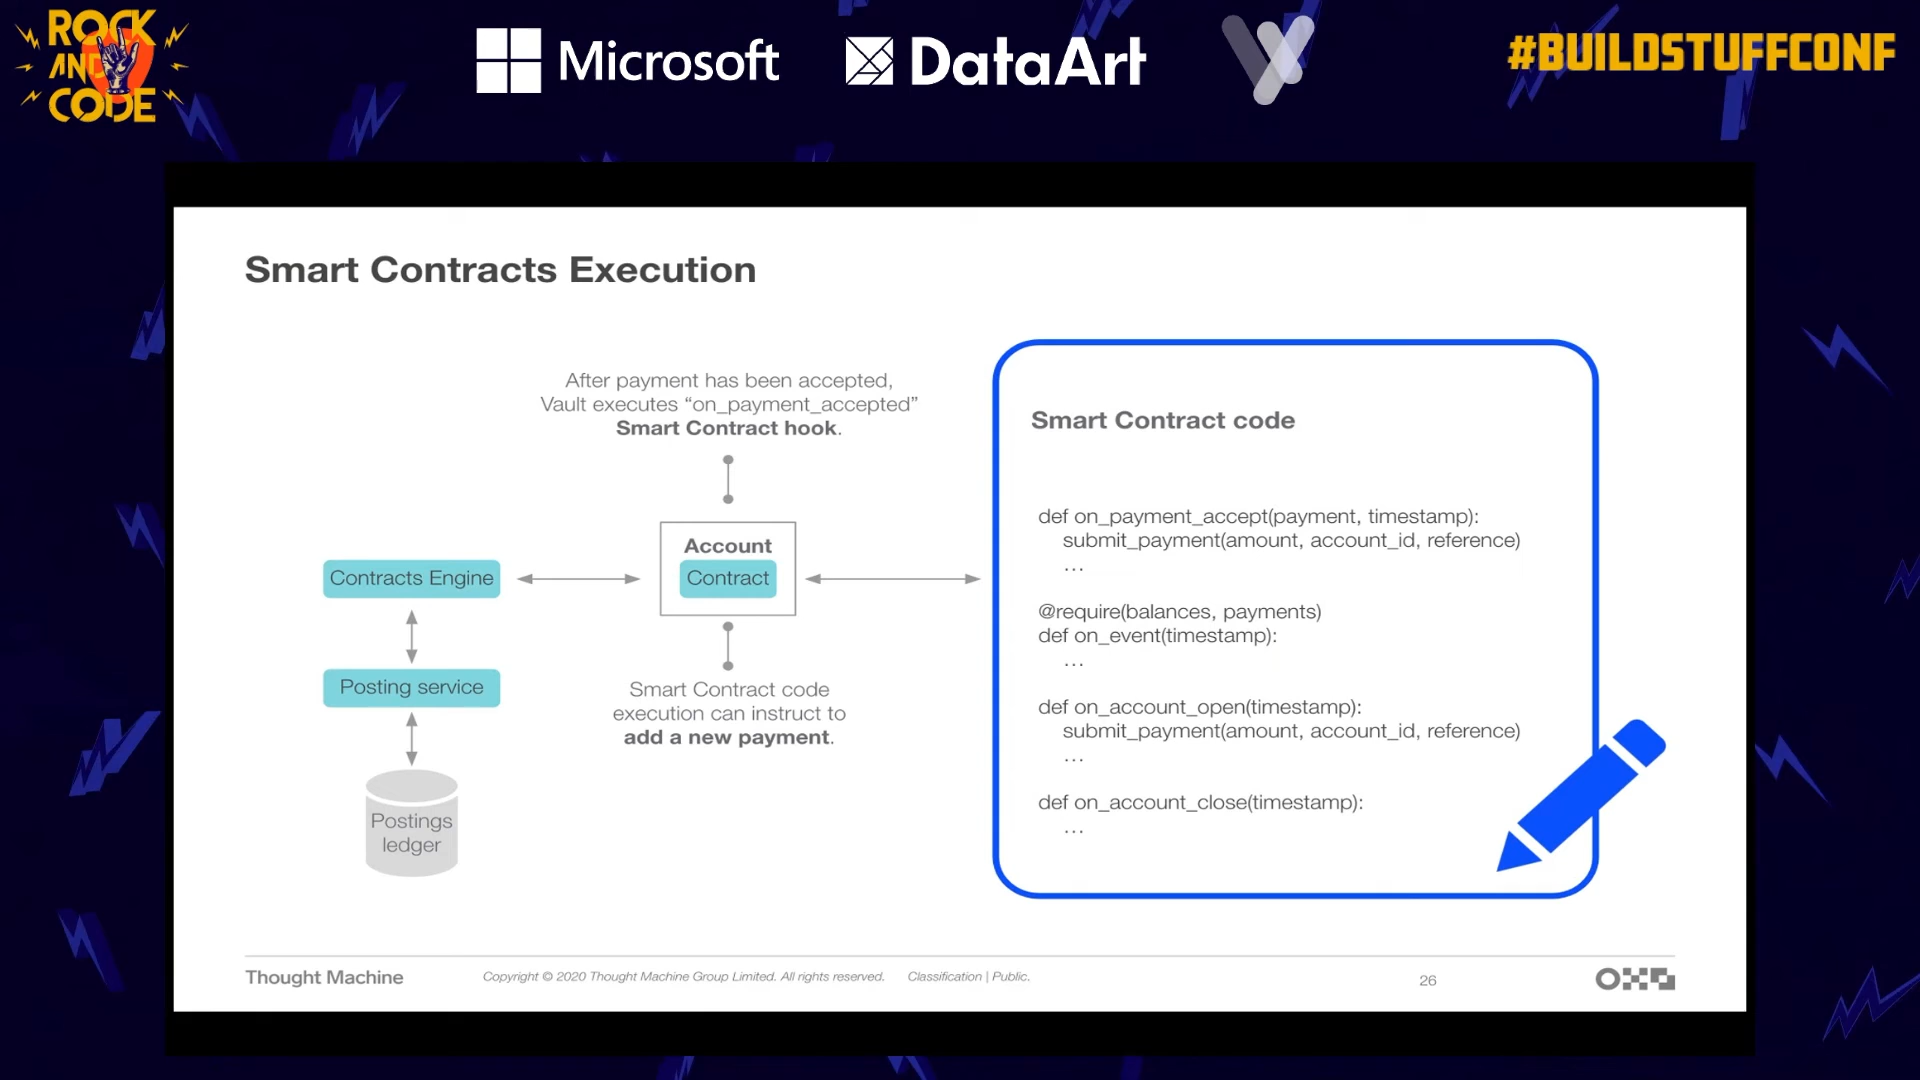 ROCK
AND
CODE
Microsoft
DataArt
#BUILDSTUFFCONF
Smart Contracts Execution
After payment has been accepted,
Vault executes “on_payment_accepted”
Smart Contract hook.
Account
Contract
Contracts Engine
Posting service
Postings
ledger
Smart Contract code
execution can instruct to
add a new payment.
Smart Contract code
def on_payment_accept(payment, timestamp):
submit_payment(amount, account_id, reference)
...
@require(balances, payments)
def on_event(timestamp):
...
def on_account_open(timestamp):
submit_payment(amount, account_id, reference)
...
def on_account_close(timestamp):
...
Thought Machine
Copyright © 2020 Thought Machine Group Limited. All rights reserved.
Classification | Public.
26